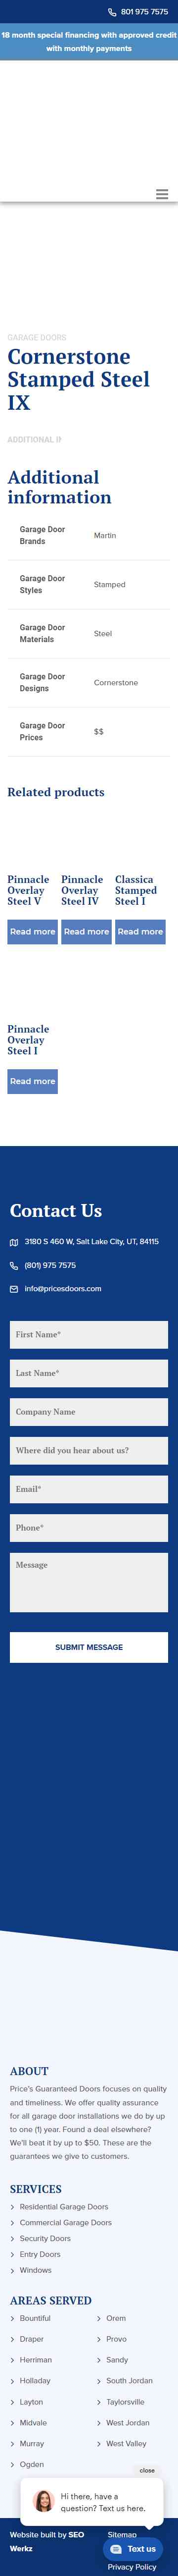 801 975 7575
18 month special financing with approved credit
with monthly payments
GARAGE DOORS
Cornerstone
Stamped Steel
IX
ADDITIONAL
Additional
information
Garage Door
Brands
Martin
Garage Door
Styles
Stamped
Garage Door
Materials
Steel
Garage Door
Designs
Cornerstone
Garage Door
Prices
$$
Related products
Pinnacle
Overlay
Steel V
Read more
Pinnacle
Overlay
Steel IV
Read more
Classica
Stamped
Steel I
Read more
Pinnacle
Overlay
Steel I
Read more
Contact Us
3180 S 460 W, Salt Lake City, UT, 84115
(801) 975 7575
info@pricesdoors.com
First Name*
Last Name*
Company Name
Where did you hear about us?
Email*
Phone*
Message
SUBMIT MESSAGE
ABOUT
Price's Guaranteed Doors focuses on quality
and timeliness. We offer quality assurance
for all garage door installations we do by up
to one (1) year. Found a deal elsewhere?
We'll beat it by up to $50. These are the
guarantees we give to customers.
SERVICES
Residential Garage Doors
Commercial Garage Doors
Security Doors
Entry Doors
Windows
AREAS SERVED
Bountiful
Orem
Draper
Provo
Herriman
Sandy
Holladay
South Jordan
Layton
Taylorsville
Midvale
West Jordan
Murray
West Valley
Ogden
close
Hi there, have a
question? Text us here.
Website built by SEO
Werkz
Sitemap
Text us
Privacy Policy